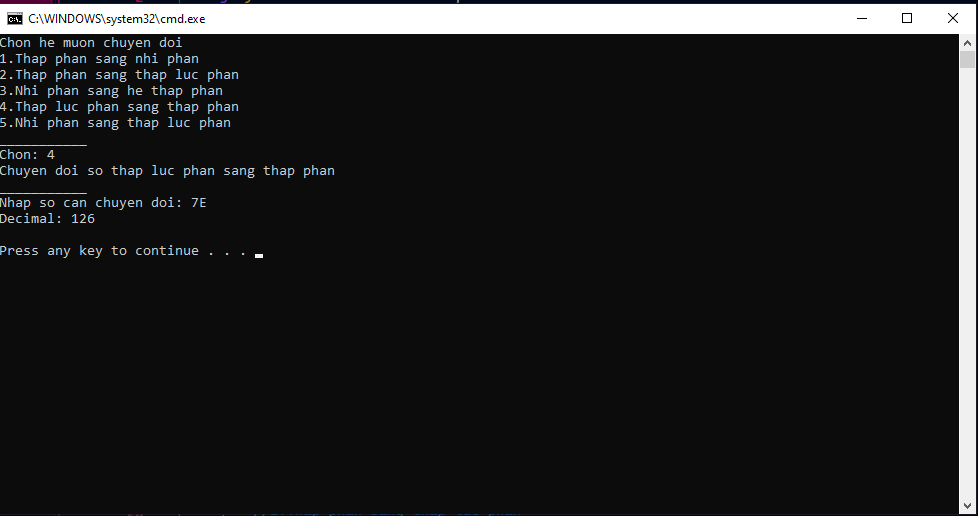 C:\WINDOWS\system32\cmd.exe
Chon he muon chuyen doi
1.Thap phan sang nhi phan
2.Thap phan sang thap luc phan
3.Nhi phan sang he thap phan
4.Thap luc phan sang thap phan
5.Nhi phan sang thap luc phan
___________
Chon: 4
Chuyen doi so thap luc phan sang thap phan
___________
Nhap so can chuyen doi: 7E
Decimal: 126
Press any key to continue . . .